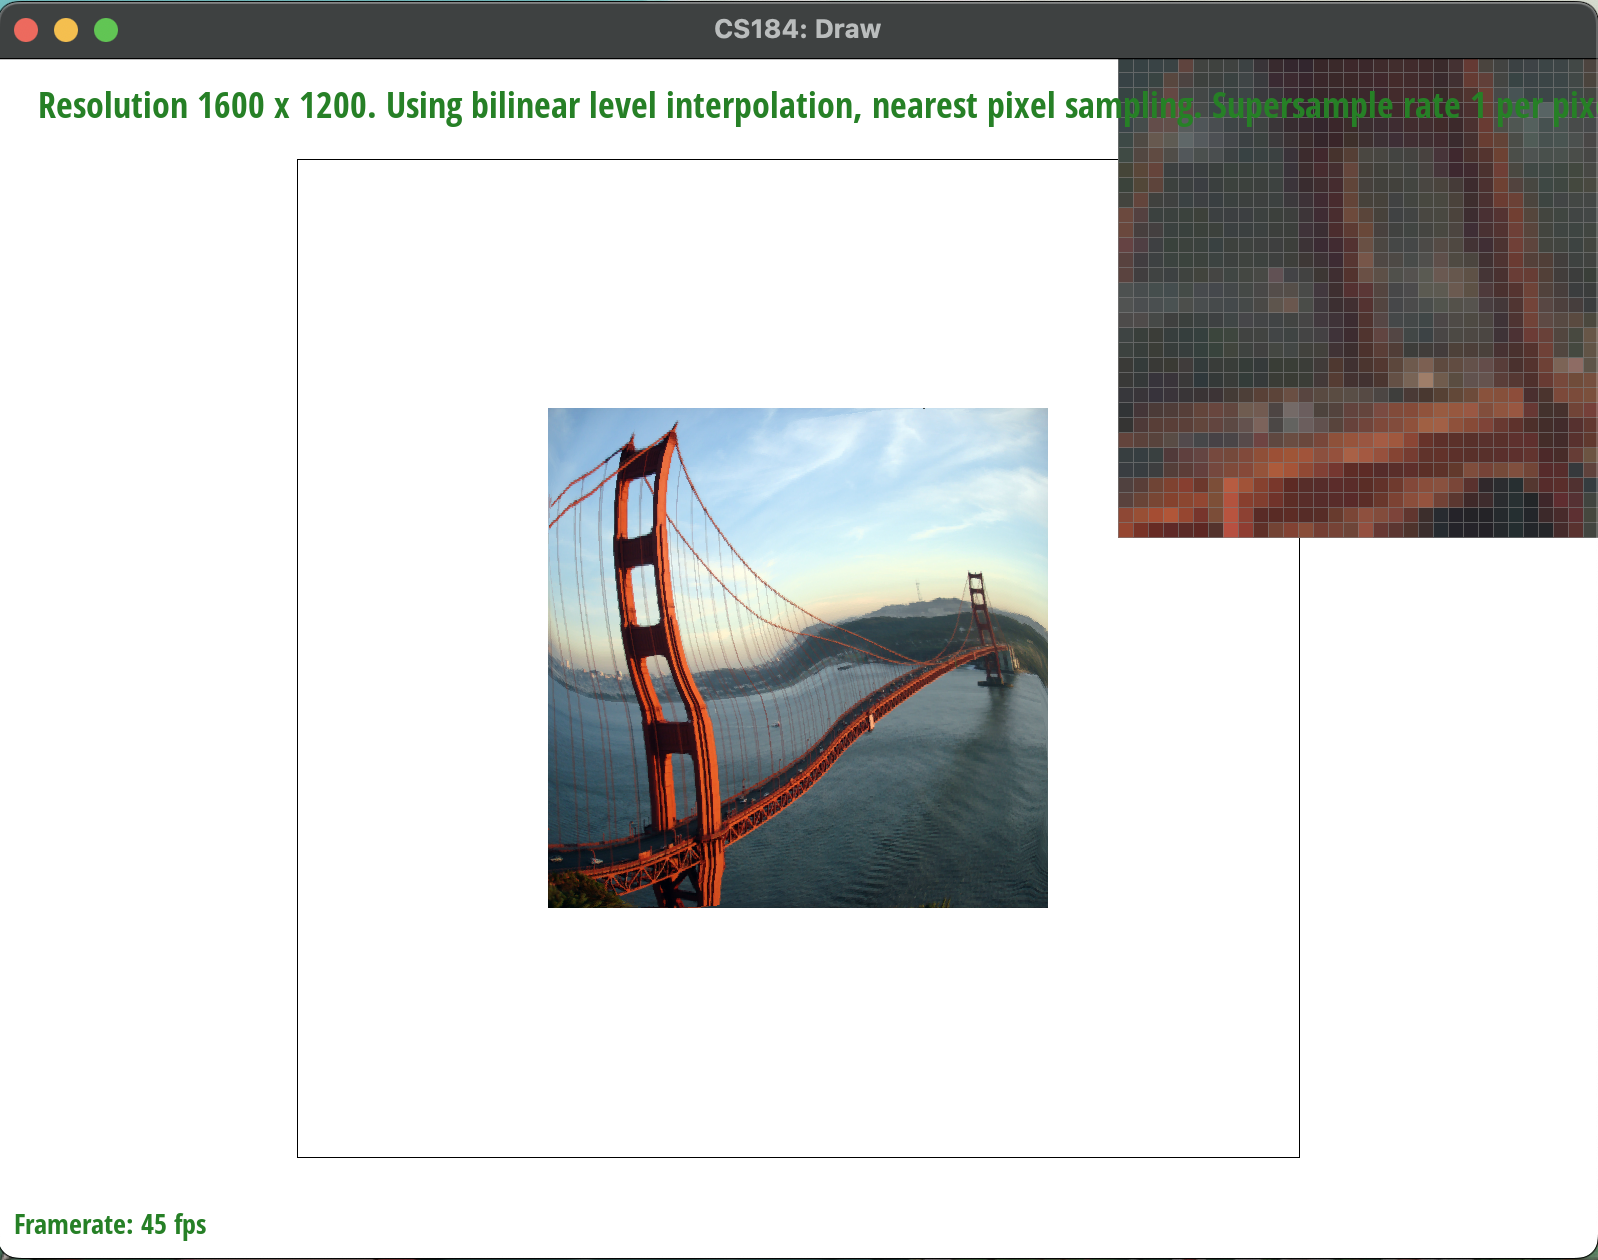 CS184: Draw
Resolution 1600 x 1200. Using bilinear level interpolation, nearest pixel sampling. Supersample rate 1 per pix
Framerate: 45 fps